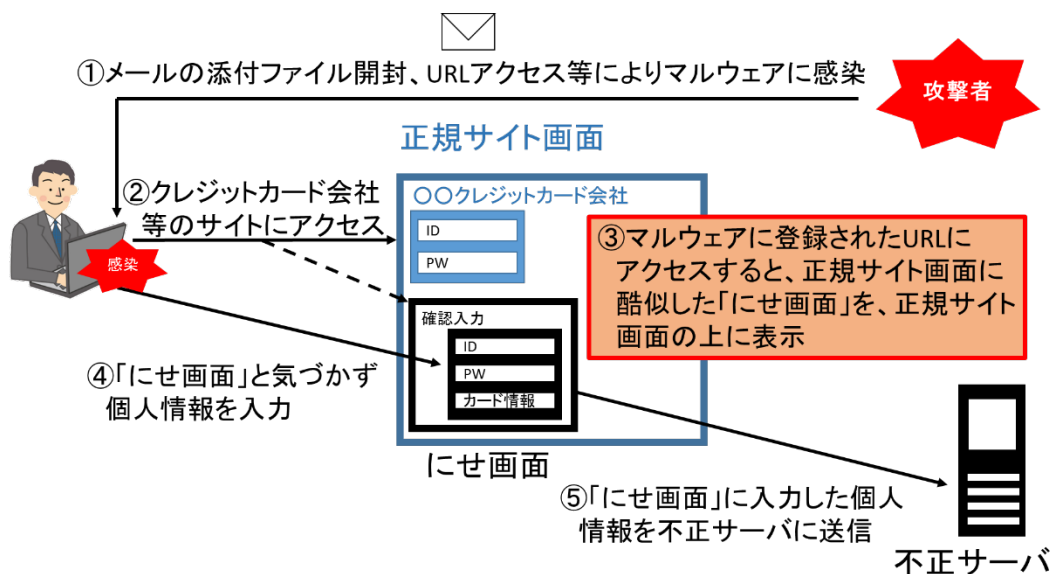 ①メールの添付ファイル開封、URLアクセス等によりマルウェアに感染
攻撃者
正規サイト画面
②クレジットカード会社
等のサイトにアクセス
〇〇クレジットカード会社
ID
PW
感染
③マルウェアに登録されたURLに
アクセスすると、正規サイト画面に
酷似した「にせ画面」を、正規サイト
画面の上に表示
確認入力
ID
PW
カード情報
④「にせ画面」と気づかず
個人情報を入力
にせ画面
⑤「にせ画面」に入力した個人
情報を不正サーバに送信
不正サーバ